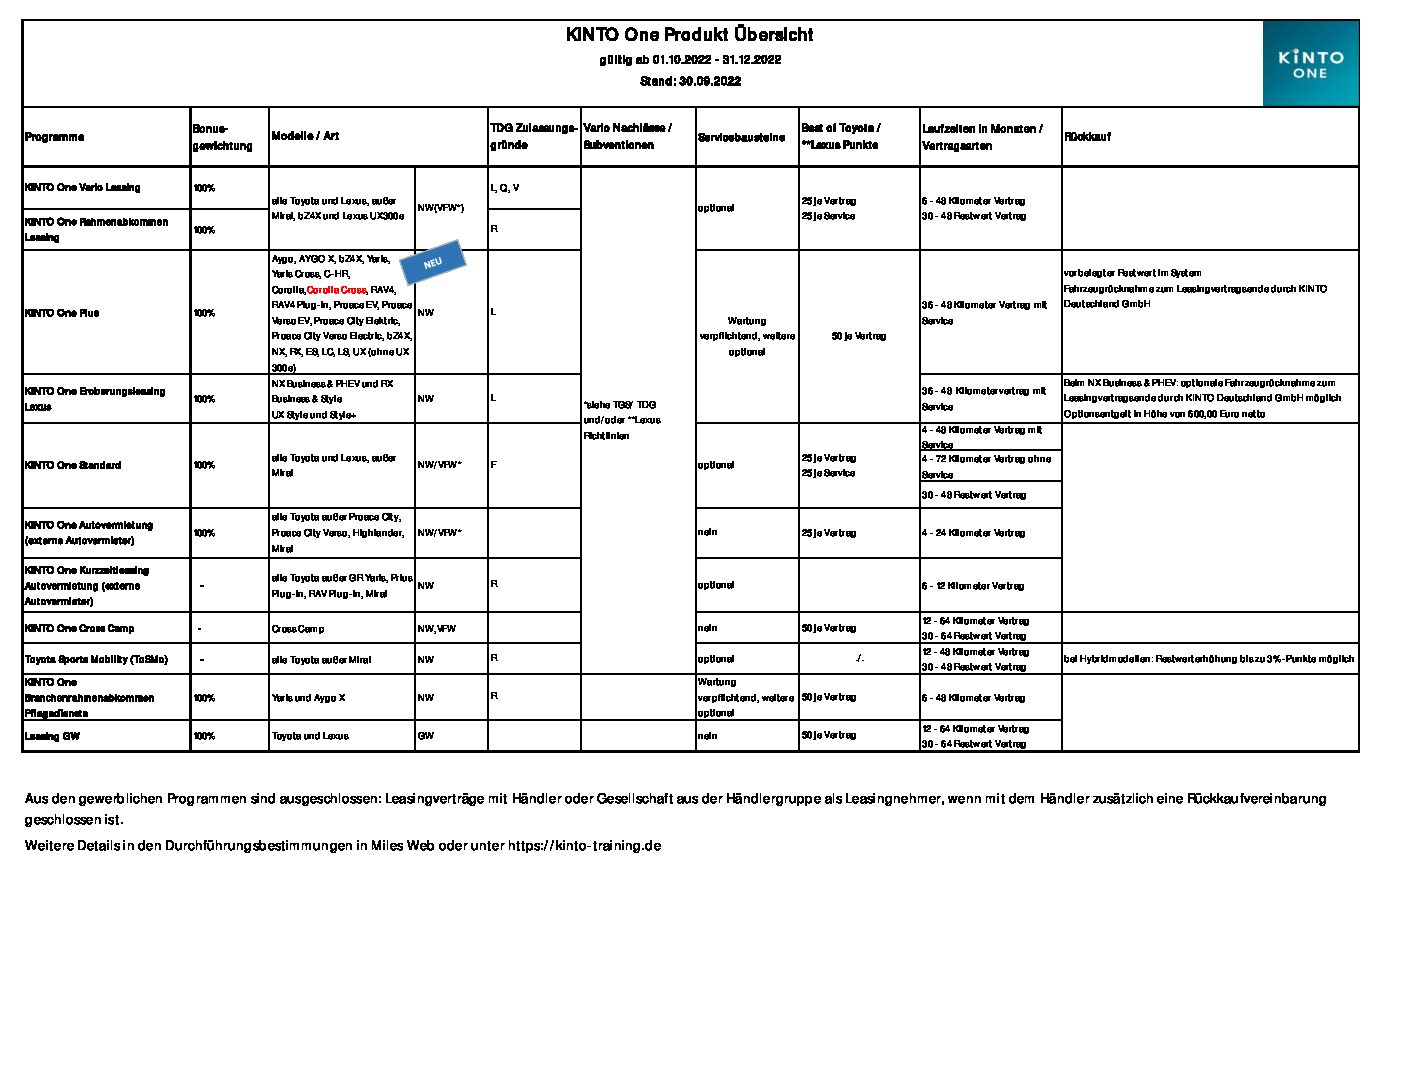 KINTO One Produkt Übersicht
gültig ab 01.10.2022 - 31.12.2022
Stand: 30.09.2022
KINTO
ONE
Programme
Bonus-
gewichtung
Modelle / Art
TDG Zulassungs-
gründe
Vario Nachlässe /
Subventionen
Servicebausteine
Best of Toyota /
**Lexus Punkte
Laufzeiten in Monaten /
Vertragsarten
Rückkauf
KINTO One Vario Leasing
100%
alle Toyota und Lexus, außer
Mirai, bZ4X und Lexus UX300e
NW(VFW*)
L, Q, V
optional
25 je Vertrag
25 je Service
6 - 48 Kilometer Vertrag
30 - 48 Restwert Vertrag
KINTO One Rahmenabkommen
Leasing
100%
R
NEU
KINTO One Plus
100%
Aygo, AYGO X, bZ4X, Yaris,
Yaris Cross, C-HR,
Corolla,Corolla Cross, RAV4,
RAV4 Plug-In, Proace EV, Proace
Verso EV, Proace City Elektric,
Proace City Verso Electric, bZ4X,
NX, RX, ES, LC, LS, UX (ohne UX
300e)
NW
L
Wartung
verpflichtend, weitere
optional
50 je Vertrag
36 - 48 Kilometer Vertrag mit
Service
vorbelegter Restwert im System
Fahrzeugrücknahme zum Leasingvertragsende durch KINTO
Deutschland GmbH
KINTO One Eroberungsleasing
Lexus
100%
NX Business & PHEV und RX
Business & Style
UX Style und Style+
NW
L
36 - 48 Kilometervertrag mit
Service
Beim NX Business & PHEV: optionale Fahrzeugrücknahme zum
Leasingvertragsende durch KINTO Deutschland GmbH möglich
Optionsentgelt in Höhe von 600,00 Euro netto
*siehe TGS/ TDG
und/oder **Lexus
Richtlinien
KINTO One Standard
100%
alle Toyota und Lexus, außer
Mirai
NW/VFW*
F
optional
25 je Vertrag
25 je Service
4 - 48 Kilometer Vertrag mit
Service
4 - 72 Kilometer Vertrag ohne
Service
30 - 48 Restwert Vertrag
KINTO One Autovermietung
(externe Autovermieter)
100%
alle Toyota außer Proace City,
Proace City Verso, Highlander,
Mirai
NW/VFW*
nein
25 je Vertrag
4 - 24 Kilometer Vertrag
KINTO One Kurzzeitleasing
Autovermietung (externe
Autovermieter)
-
alle Toyota außer GR Yaris, Prius
Plug-In, RAV Plug-In, Mirai
NW
R
optional
6 - 12 Kilometer Vertrag
KINTO One Cross Camp
-
Cross Camp
NW,VFW
nein
50 je Vertrag
12 - 64 Kilometer Vertrag
30 - 64 Restwert Vertrag
Toyota Sports Mobility (ToSMo)
-
alle Toyota außer Mirai
NW
R
optional
./.
12 - 48 Kilometer Vertrag
30 - 48 Restwert Vertrag
bei Hybridmodellen: Restwerterhöhung bis zu 3%-Punkte möglich
KINTO One
Branchenrahmenabkommen
Pflegedienste
100%
Yaris und Aygo X
NW
R
Wartung
verpflichtend, weitere
optional
50 je Vertrag
6 - 48 Kilometer Vertrag
Leasing GW
100%
Toyota und Lexus
GW
nein
50 je Vertrag
12 - 64 Kilometer Vertrag
30 - 64 Restwert Vertrag
Aus den gewerblichen Programmen sind ausgeschlossen: Leasingverträge mit Händler oder Gesellschaft aus der Händlergruppe als Leasingnehmer, wenn mit dem Händler zusätzlich eine Rückkaufvereinbarung
geschlossen ist.
Weitere Details in den Durchführungsbestimmungen in Miles Web oder unter https://kinto-training.de